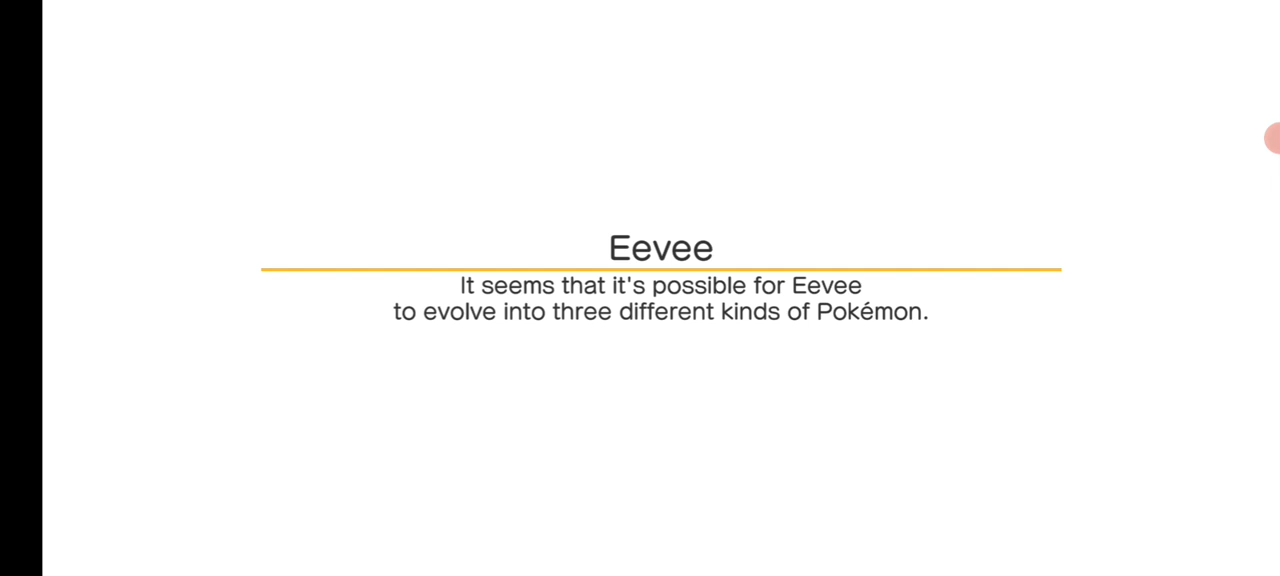 Eevee
It seems that it's possible for Eevee
to evolve into three different kinds of Pokémon.